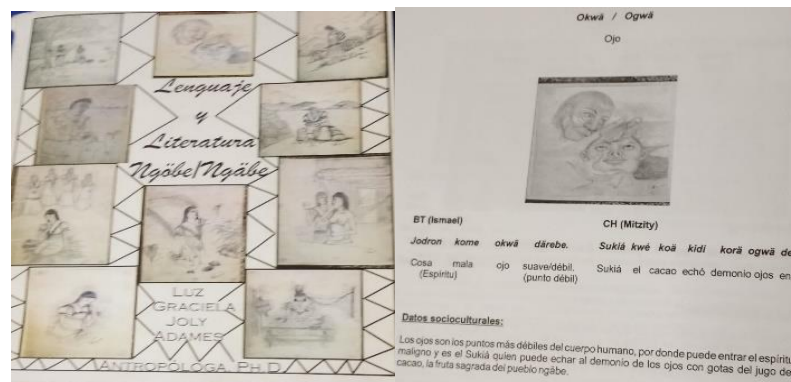 Lenguaje
y
Literatura
Ngöbe/Ngäbe
LUZ
GRACIELA
JOLY
ADAMES
ANTROPÓLOGA, PH.D.
Okwä / Ogwä
Ojo
BT (Ismael)
Jodron kome okwä därebe.
Cosa mala ojo suave/débil.
(Espíritu) (punto débil)
CH (Mitzity)
Sukiá kwé koä kidi korä ogwä de
Sukiá el cacao echó demonio ojos en
Datos socioculturales:
Los ojos son los puntos más débiles del cuerpo humano, por donde puede entrar el espíritu
maligno y es el Sukiá quien puede echar al demonio de los ojos con gotas del jugo de
cacao, la fruta sagrada del pueblo ngäbe.